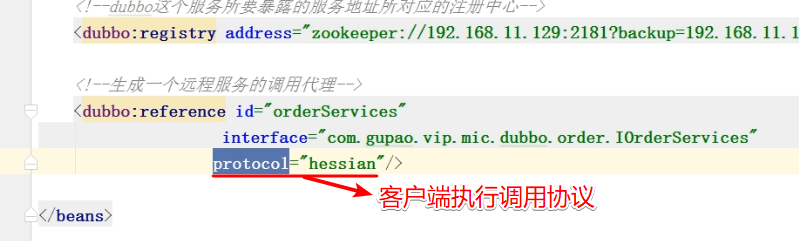 <!--dubbo这个服务所要暴露的服务地址所对应的注册中心-->
<dubbo:registry address="zookeeper://192.168.11.129:2181?backup=192.168.11.1
<!--生成一个远程服务的调用代理-->
<dubbo:reference id="orderServices"
interface="com.gupao.vip.mic.dubbo.order.IOrderServices"
protocol="hessian"/>
客户端执行调用协议
</beans>